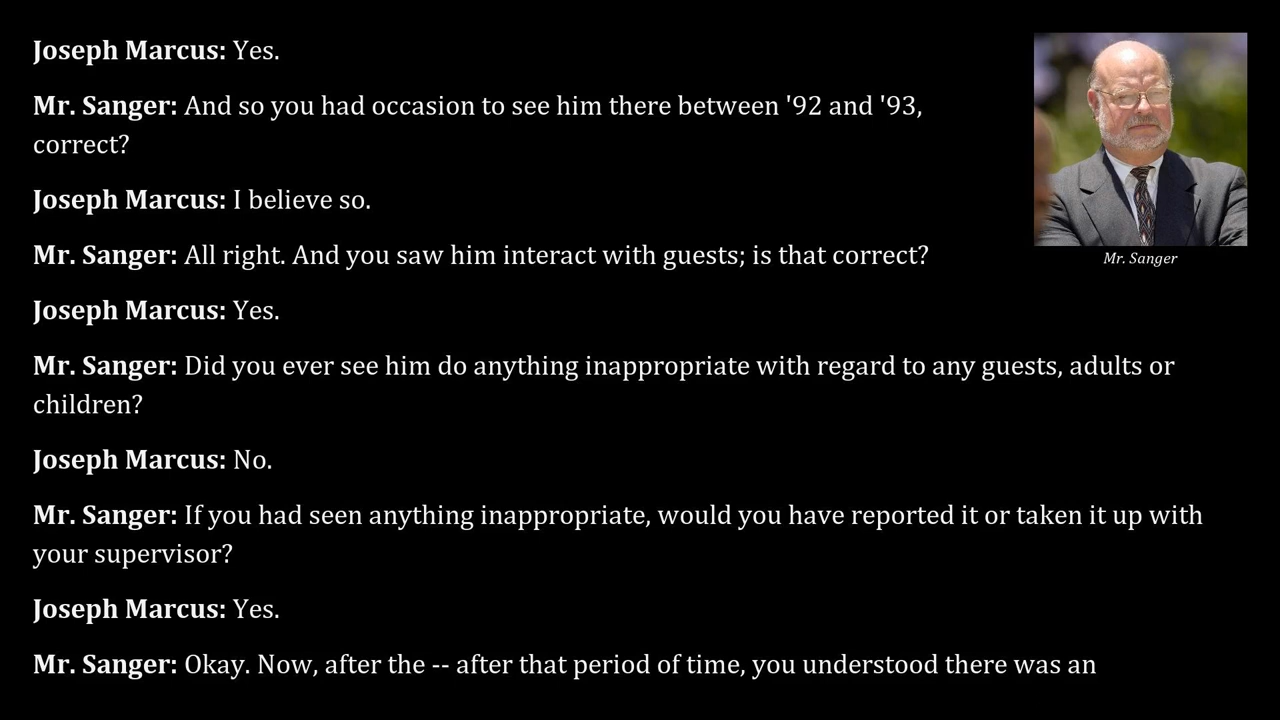 Joseph Marcus: Yes.
Mr. Sanger: And so you had occasion to see him there between '92 and '93,
correct?
Joseph Marcus: I believe so.
Mr. Sanger: All right. And you saw him interact with guests; is that correct?
Mr. Sanger
Joseph Marcus: Yes.
Mr. Sanger: Did you ever see him do anything inappropriate with regard to any guests, adults or
children?
Joseph Marcus: No.
Mr. Sanger: If you had seen anything inappropriate, would you have reported it or taken it up with
your supervisor?
Joseph Marcus: Yes.
Mr. Sanger: Okay. Now, after the -- after that period of time, you understood there was an